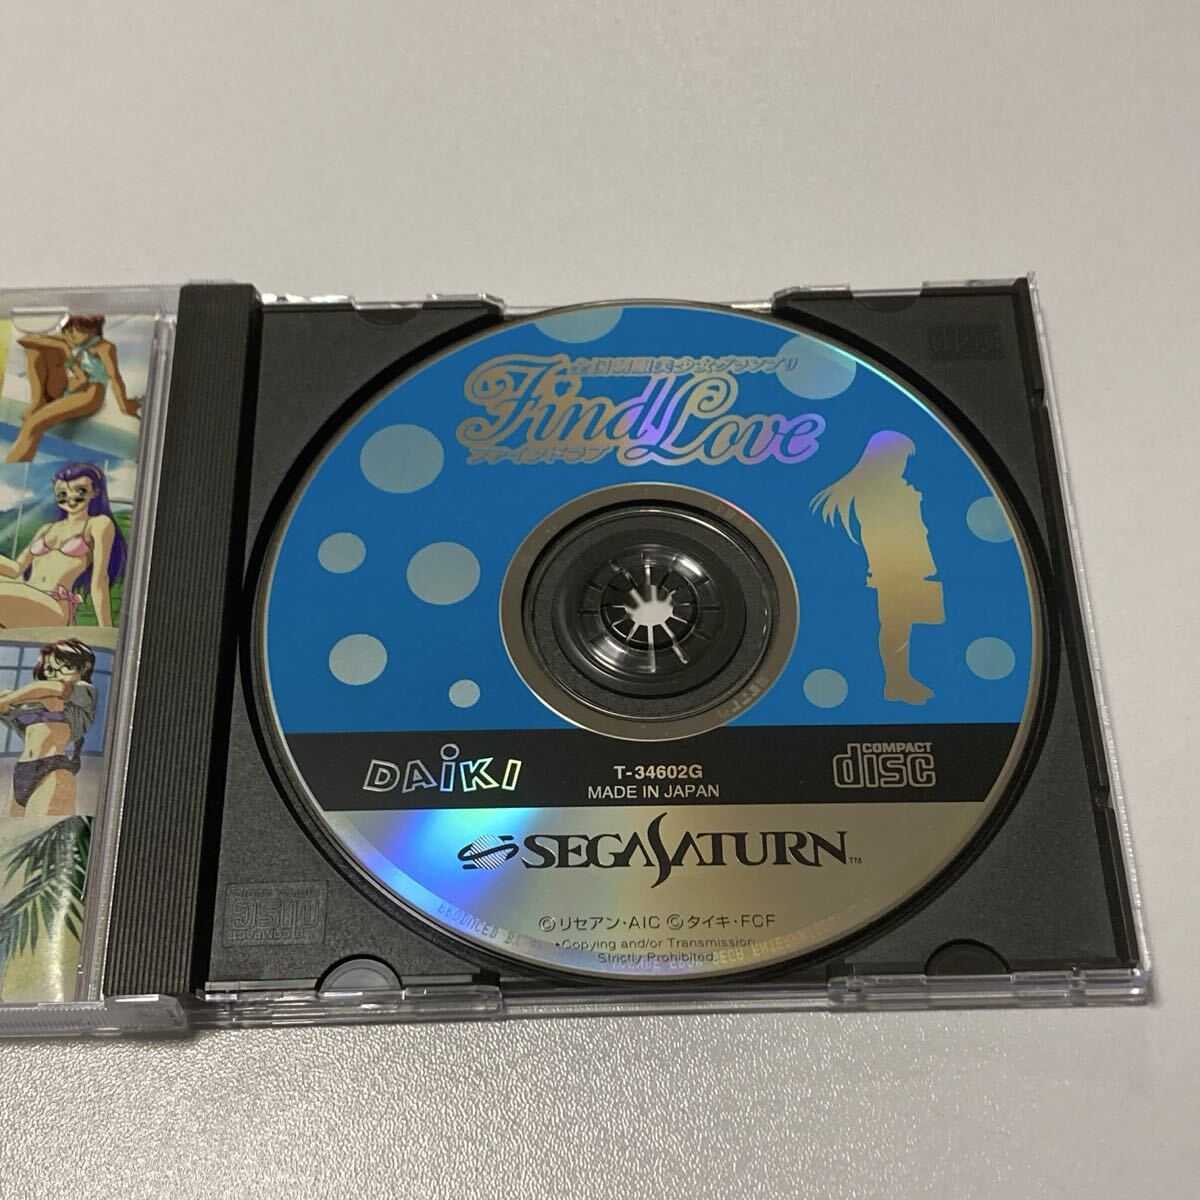 全国制服美少女グランプリ
Find Love
ファインドラブ
DAiKI
T-34602G
MADE IN JAPAN
COMPACT
disc
SEGASATURN™
©リセアン・AIC ©タイキ・FCF
•Copying and/or Transmission
Strictly Prohibited.